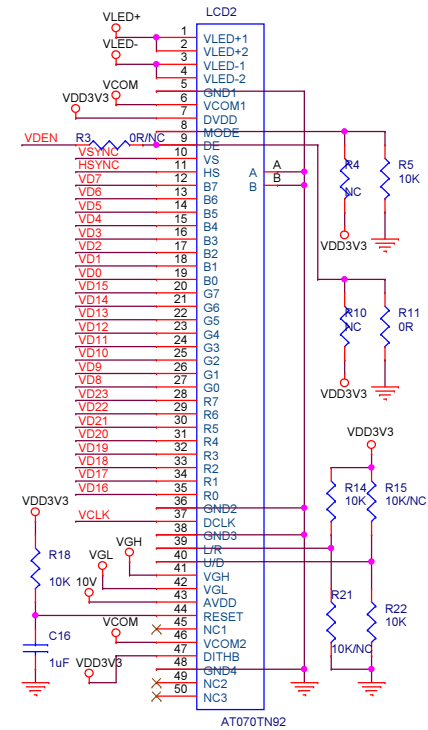 LCD2
VLED+
1 VLED+1
2 VLED+2
VLED-
3 VLED-1
4 VLED-2
5 GND1
VCOM
6 VCOM1
VDD3V3
7 DVDD
8 MODE
VDEN R3 0R/NC 9 DE
VSYNC 10 VS
HSYNC 11 HS A A
VD7 12 B7 B B
VD6 13 B6
VD5 14 B5
VD4 15 B4
VD3 16 B3
VD2 17 B2
VD1 18 B1
VD0 19 B0
VD15 20 G7
VD14 21 G6
VD13 22 G5
VD12 23 G4
VD11 24 G3
VD10 25 G2
VD9 26 G1
VD8 27 G0
VD23 28 R7
VD22 29 R6
VD21 30 R5
VD20 31 R4
VD19 32 R3
VD18 33 R2
VD17 34 R1
VD16 35 R0
36 GND2
VCLK 37 DCLK
38 GND3
39 L/R
40 U/D
VGH 41 VGH
VGL 42 VGL
10V 43 AVDD
44 RESET
45 NC1
VCOM 46 VCOM2
VDD3V3 47 DITHB
48 GND4
49 NC2
50 NC3
AT070TN92
R4
NC
R5
10K
VDD3V3
R10
NC
R11
0R
VDD3V3
VDD3V3
R14
10K
R15
10K/NC
R21
10K/NC
R22
10K
VDD3V3
R18
10K
C16
1uF